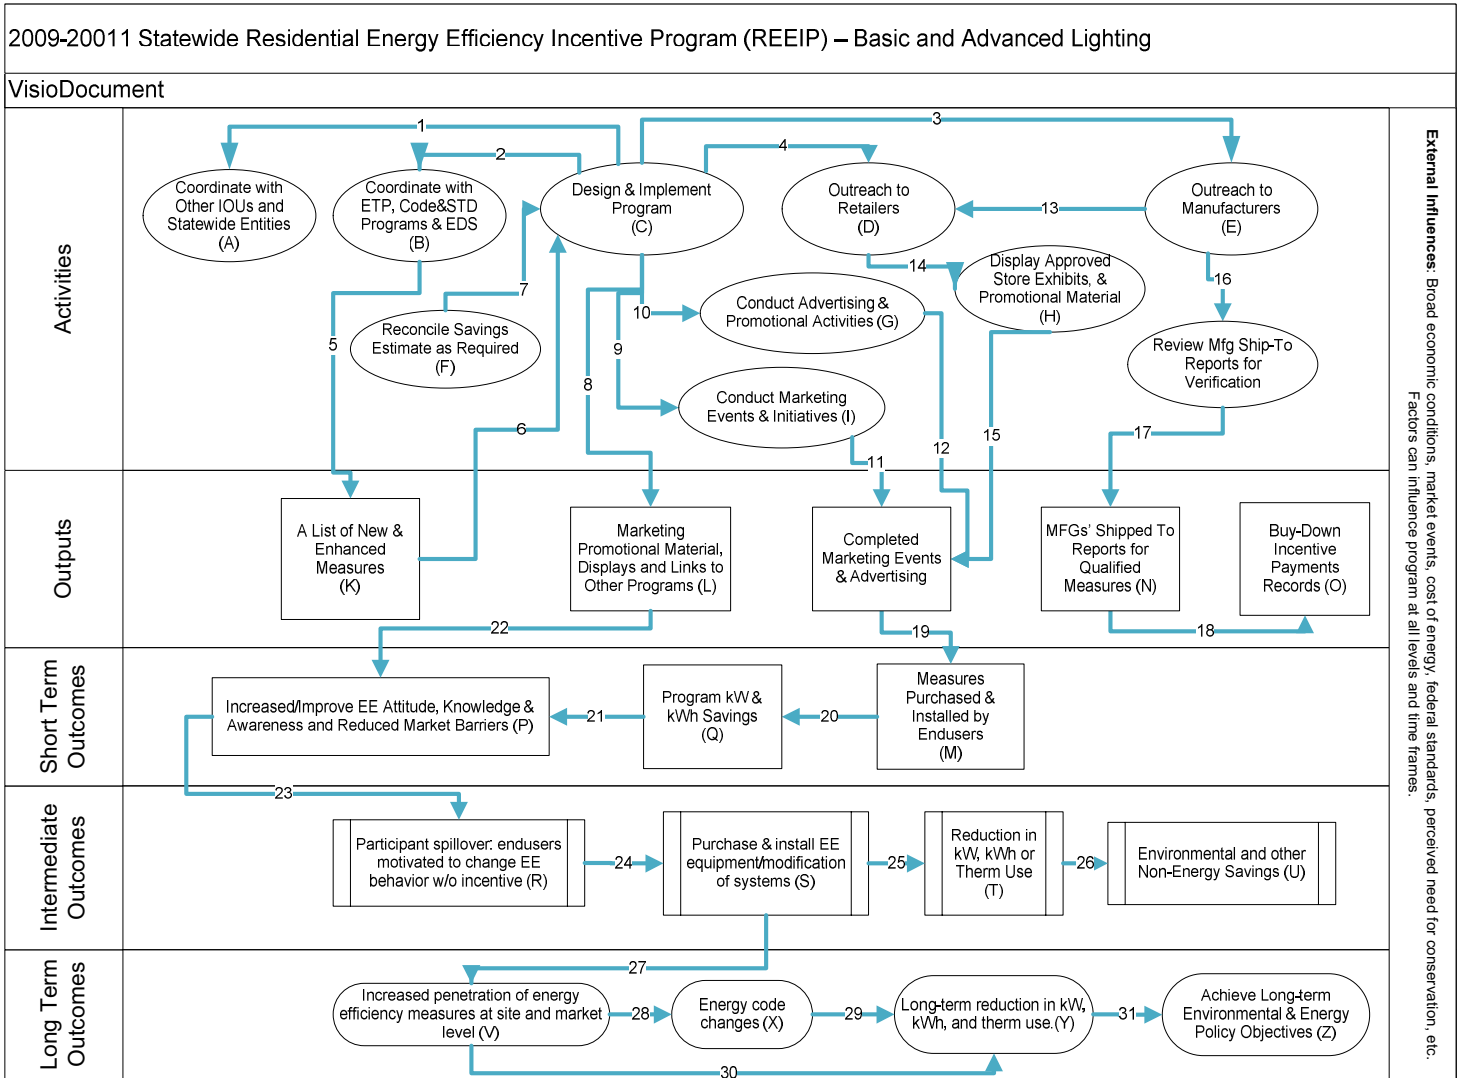 2009-20011 Statewide Residential Energy Efficiency Incentive Program (REEIP) – Basic and Advanced Lighting
VisioDocument
Activities
1
2
3
4
Coordinate with
Other IOUs and
Statewide Entities
(A)
Coordinate with
ETP, Code&STD
Programs & EDS
(B)
Design & Implement
Program
(C)
Outreach to
Retailers
(D)
Outreach to
Manufacturers
(E)
13
7
14
16
Display Approved
Store Exhibits, &
Promotional Material
(H)
Conduct Advertising &
Promotional Activities (G)
10
Reconcile Savings
Estimate as Required
(F)
5
9
8
Review Mfg Ship-To
Reports for
Verification
Conduct Marketing
Events & Initiatives (I)
6
11
12
15
17
Outputs
A List of New &
Enhanced
Measures
(K)
Marketing
Promotional Material,
Displays and Links to
Other Programs (L)
Completed
Marketing Events
& Advertising
MFGs' Shipped To
Reports for
Qualified
Measures (N)
Buy-Down
Incentive
Payments
Records (O)
22
19
18
Short Term
Outcomes
Increased/Improve EE Attitude, Knowledge &
Awareness and Reduced Market Barriers (P)
21
Program kW &
kWh Savings
(Q)
20
Measures
Purchased &
Installed by
Endusers
(M)
23
Intermediate
Outcomes
Participant spillover: endusers
motivated to change EE
behavior w/o incentive (R)
24
Purchase & install EE
equipment/modification
of systems (S)
25
Reduction in
kW, kWh or
Therm Use
(T)
26
Environmental and other
Non-Energy Savings (U)
27
Long Term
Outcomes
Increased penetration of energy
efficiency measures at site and market
level (V)
28
Energy code
changes (X)
29
Long-term reduction in kW,
kWh, and therm use.(Y)
31
Achieve Long-term
Environmental & Energy
Policy Objectives (Z)
30
External Influences: Broad economic conditions, market events, cost of energy, federal standards, perceived need for conservation, etc.
Factors can influence program at all levels and time frames.